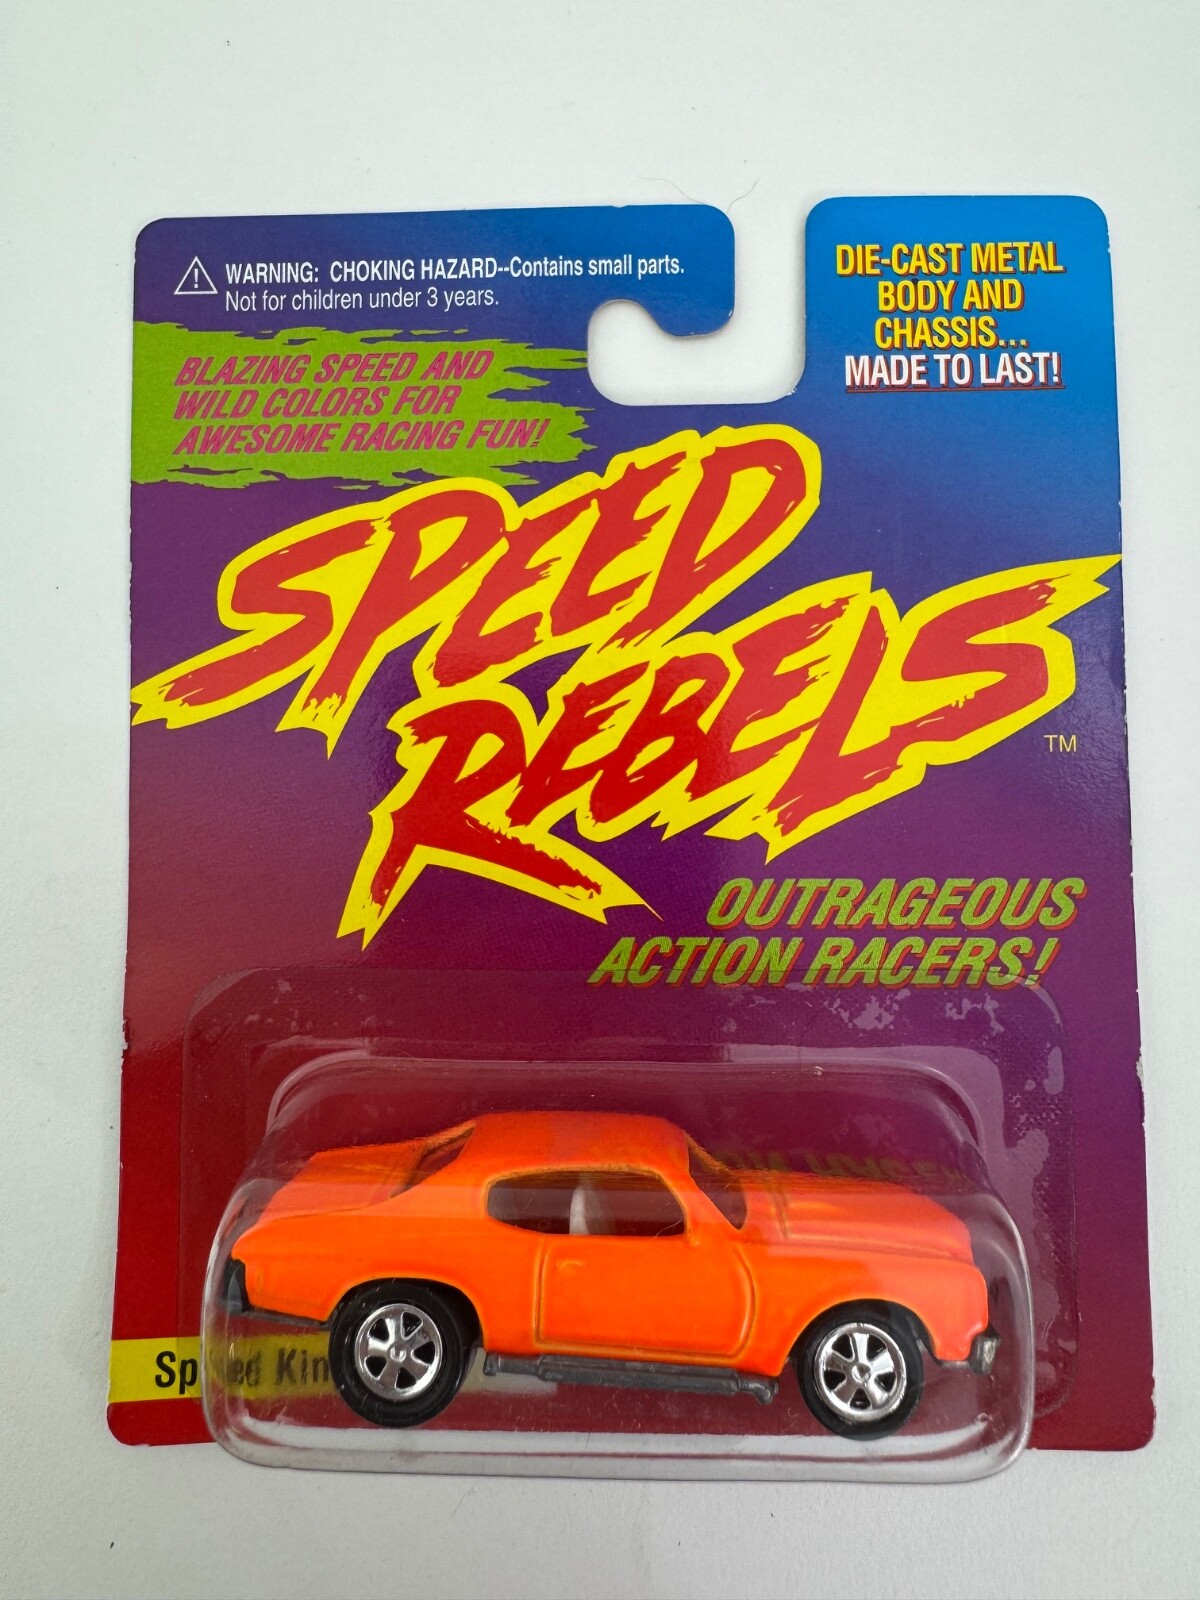 WARNING: CHOKING HAZARD--Contains small parts.
Not for children under 3 years.
DIE-CAST METAL
BODY AND
CHASSIS...
MADE TO LAST!
BLAZING SPEED AND
WILD COLORS FOR
AWESOME RACING FUN!
SPEED
REBELS
TM
OUTRAGEOUS
ACTION RACERS!